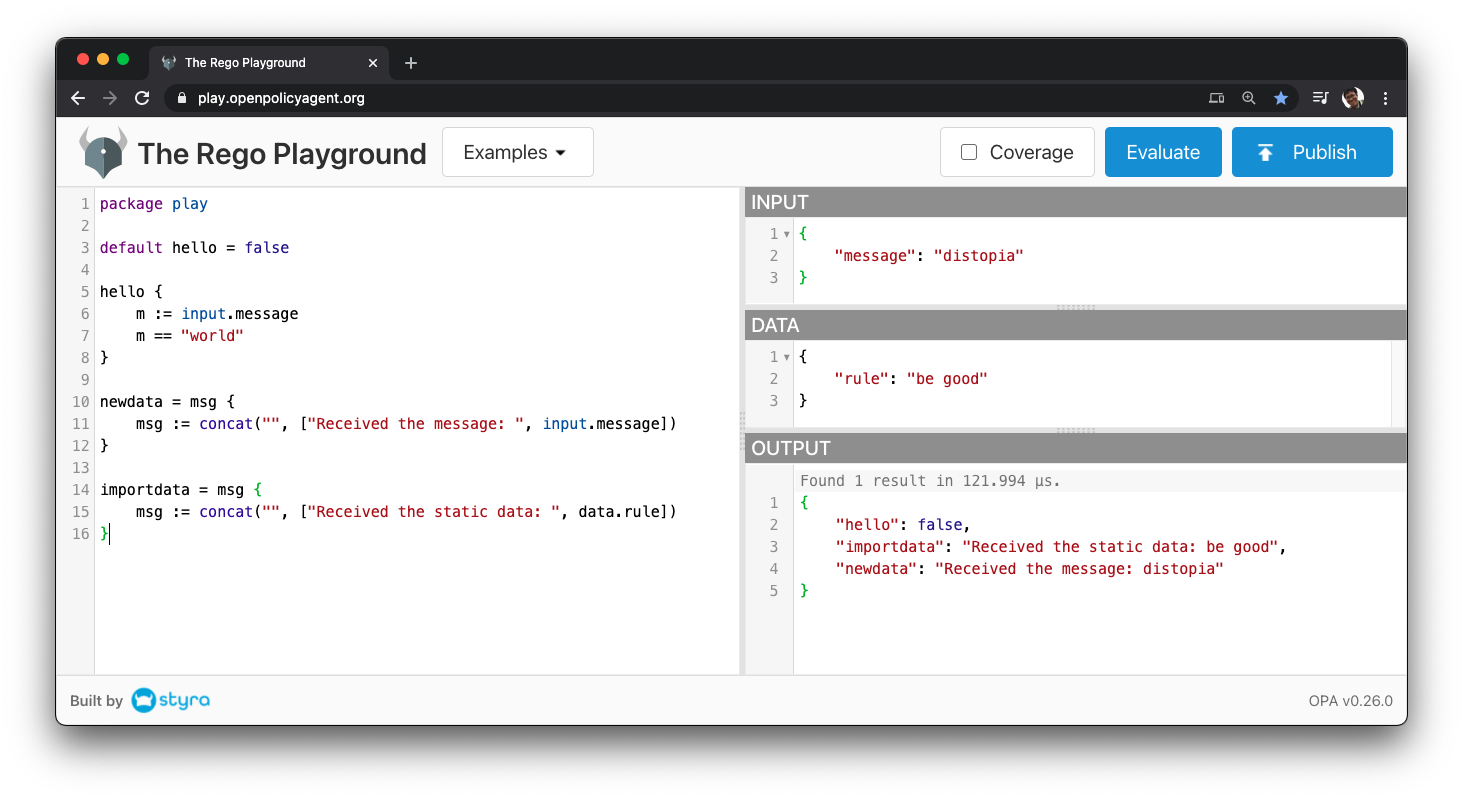 The Rego Playground
play.openpolicyagent.org
The Rego Playground
Examples
Coverage
Evaluate
Publish
1 package play
2
3 default hello = false
4
5 hello {
6     m := input.message
7     m == "world"
8 }
9
10 newdata = msg {
11     msg := concat("", ["Received the message: ", input.message])
12 }
13
14 importdata = msg {
15     msg := concat("", ["Received the static data: ", data.rule])
16 }
INPUT
1 {
2     "message": "distopia"
3 }
DATA
1 {
2     "rule": "be good"
3 }
OUTPUT
Found 1 result in 121.994 µs.
1 {
2     "hello": false,
3     "importdata": "Received the static data: be good",
4     "newdata": "Received the message: distopia"
5 }
Built by styra
OPA v0.26.0